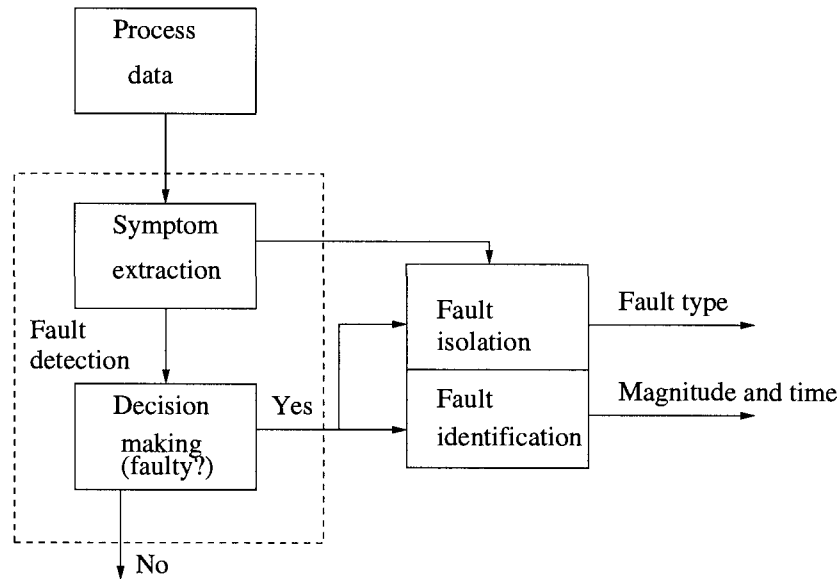 Process
data
Symptom
extraction
Fault
detection
Decision
making
(faulty?)
Yes
No
Fault
isolation
Fault
identification
Fault type
Magnitude and time